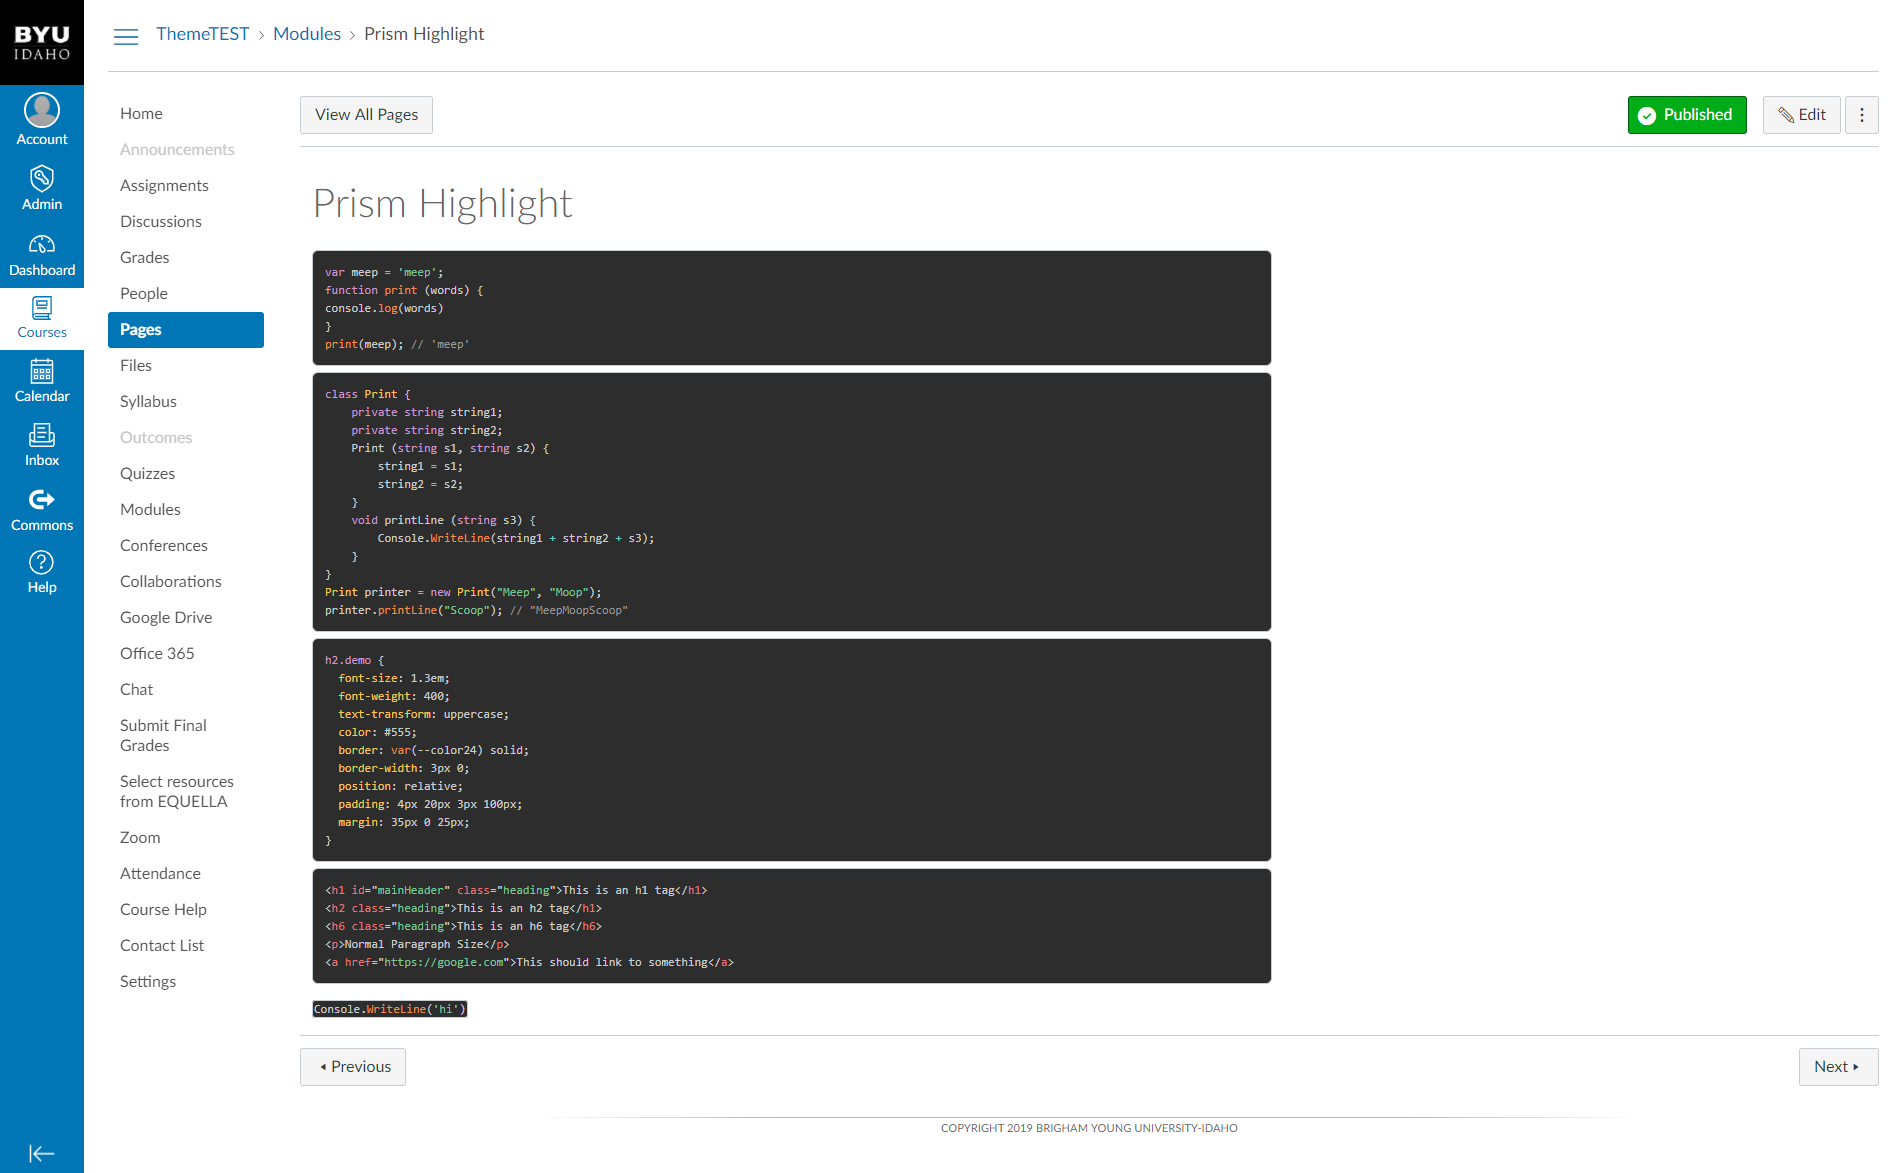 BYU
IDAHO
ThemeTEST > Modules > Prism Highlight
Account
Admin
Dashboard
Courses
Calendar
Inbox
Commons
Help
Home
Announcements
Assignments
Discussions
Grades
People
Pages
Files
Syllabus
Outcomes
Quizzes
Modules
Conferences
Collaborations
Google Drive
Office 365
Chat
Submit Final
Grades
Select resources
from EQUELLA
Zoom
Attendance
Course Help
Contact List
Settings
View All Pages
Published
Edit
Prism Highlight
var meep = 'meep';
function print (words) {
console.log(words)
}
print(meep); // 'meep'
class Print {
    private string string1;
    private string string2;
    Print (string s1, string s2) {
        string1 = s1;
        string2 = s2;
    }
    void printLine (string s3) {
        Console.WriteLine(string1 + string2 + s3);
    }
}
Print printer = new Print("Meep", "Moop");
printer.printLine("Scoop"); // "MeepMoopScoop"
h2.demo {
  font-size: 1.3em;
  font-weight: 400;
  text-transform: uppercase;
  color: #555;
  border: var(--color24) solid;
  border-width: 3px 0;
  position: relative;
  padding: 4px 20px 3px 100px;
  margin: 35px 0 25px;
}
<h1 id="mainHeader" class="heading">This is an h1 tag</h1>
<h2 class="heading">This is an h2 tag</h1>
<h6 class="heading">This is an h6 tag</h6>
<p>Normal Paragraph Size</p>
<a href="https://google.com">This should link to something</a>
Console.WriteLine('hi')
Previous
Next
COPYRIGHT 2019 BRIGHAM YOUNG UNIVERSITY-IDAHO